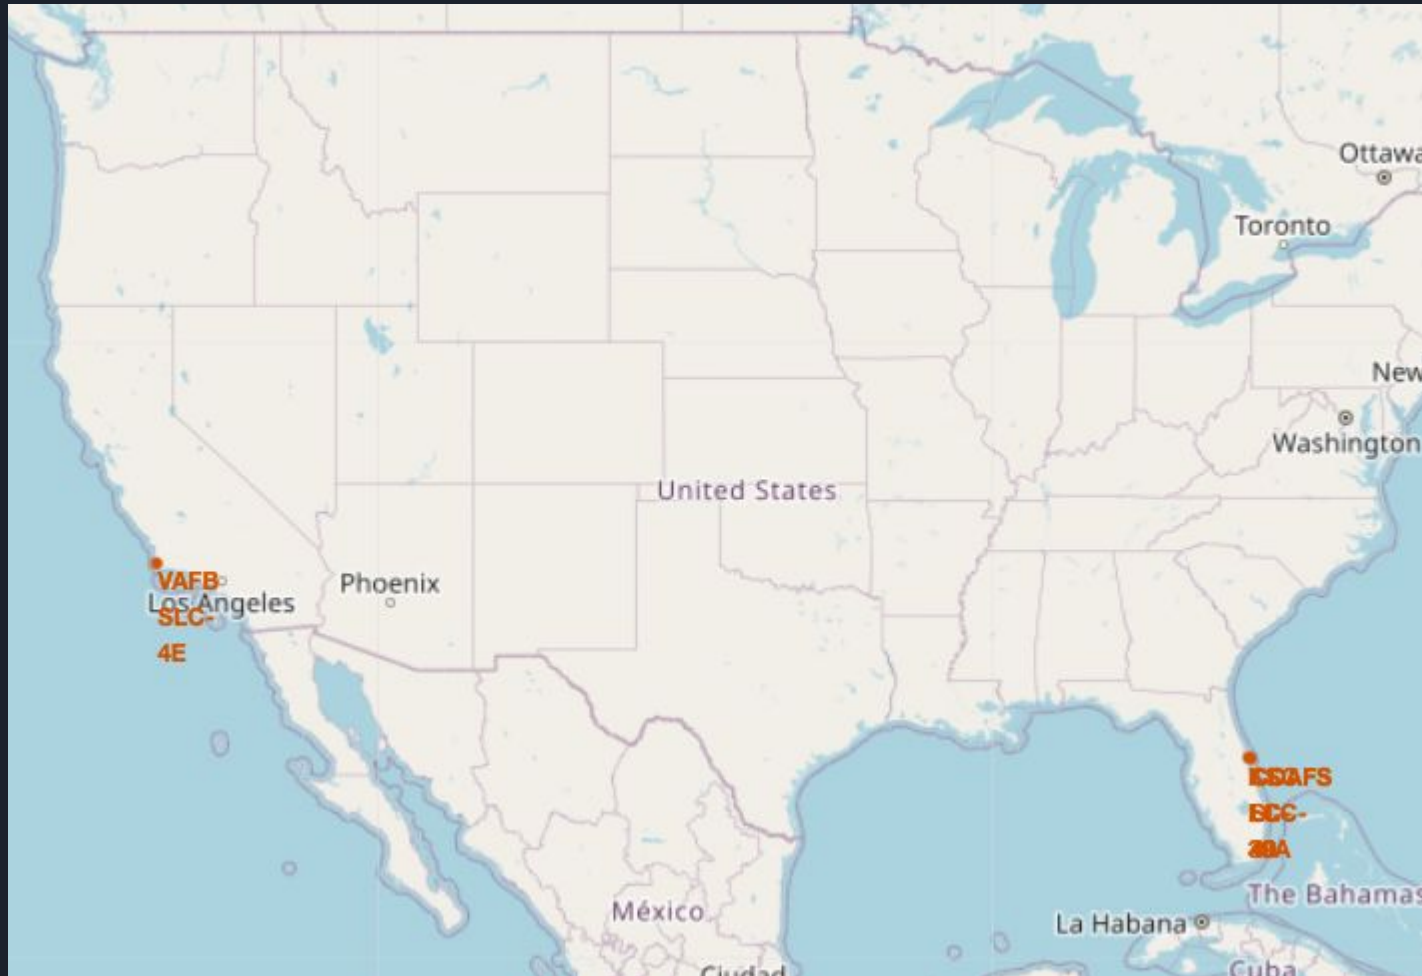 Ottawa
Toronto
New
Washington
United States
VAFB
SLC-
4E
Los Angeles
Phoenix
The Bahamas
La Habana
México
Cuba
Ciudad